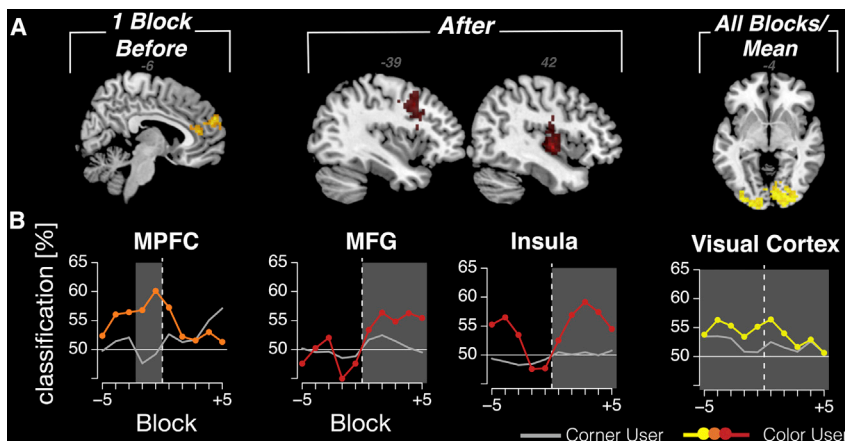 A
1 Block Before
After
All Blocks/ Mean
-6
-39
42
-4
B
classification [%]
MPFC
MFG
Insula
Visual Cortex
65
60
55
50
65
60
55
50
65
60
55
50
65
60
55
50
−5
+5
−5
+5
−5
+5
−5
+5
Block
Block
Corner User
Color User